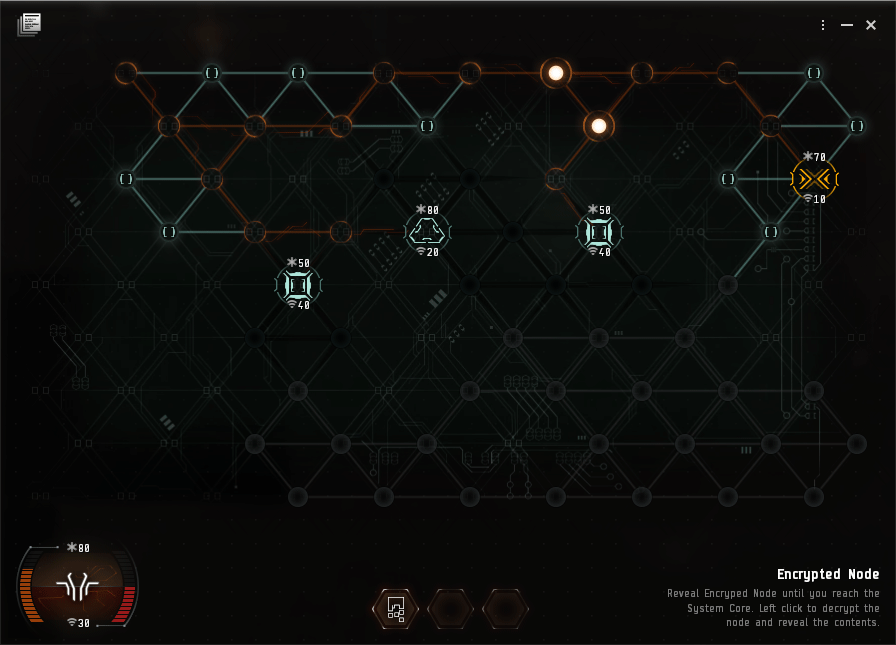 70
10
80
50
20
40
50
40
80
30
Encrypted Node
Reveal Encryped Node until you reach the
System Core. Left click to decrypt the
node and reveal the contents.